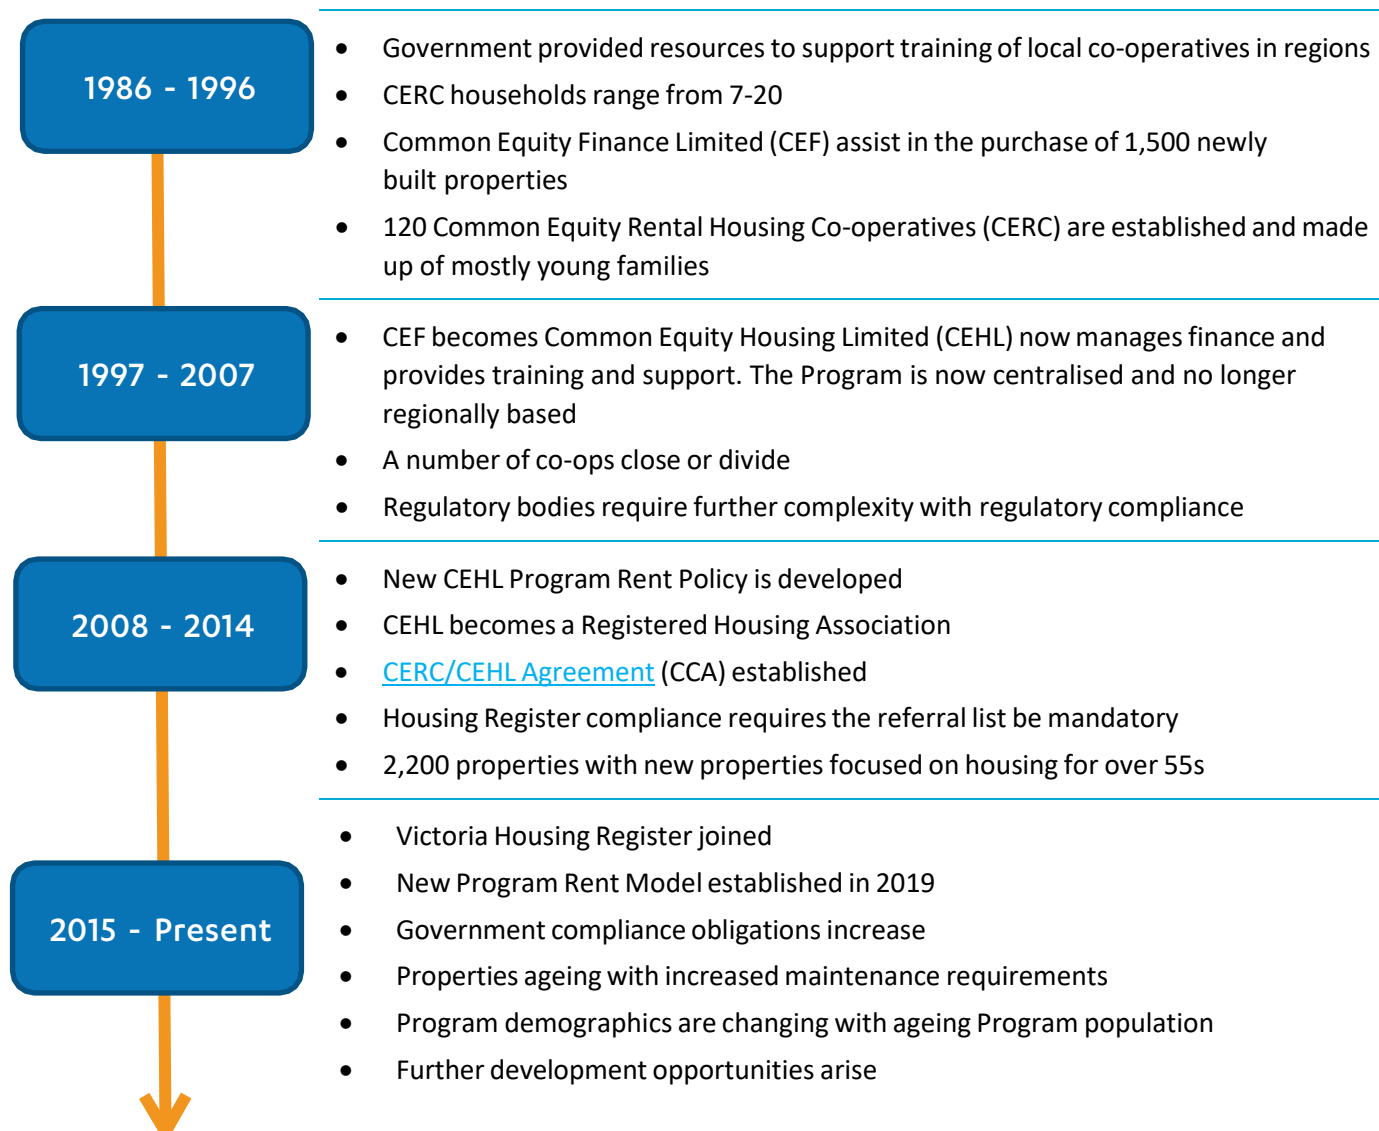 1986 - 1996
• Government provided resources to support training of local co-operatives in regions
• CERC households range from 7-20
• Common Equity Finance Limited (CEF) assist in the purchase of 1,500 newly
built properties
• 120 Common Equity Rental Housing Co-operatives (CERC) are established and made
up of mostly young families
1997 - 2007
• CEF becomes Common Equity Housing Limited (CEHL) now manages finance and
provides training and support. The Program is now centralised and no longer
regionally based
• A number of co-ops close or divide
• Regulatory bodies require further complexity with regulatory compliance
2008 - 2014
• New CEHL Program Rent Policy is developed
• CEHL becomes a Registered Housing Association
• CERC/CEHL Agreement (CCA) established
• Housing Register compliance requires the referral list be mandatory
• 2,200 properties with new properties focused on housing for over 55s
2015 - Present
• Victoria Housing Register joined
• New Program Rent Model established in 2019
• Government compliance obligations increase
• Properties ageing with increased maintenance requirements
• Program demographics are changing with ageing Program population
• Further development opportunities arise